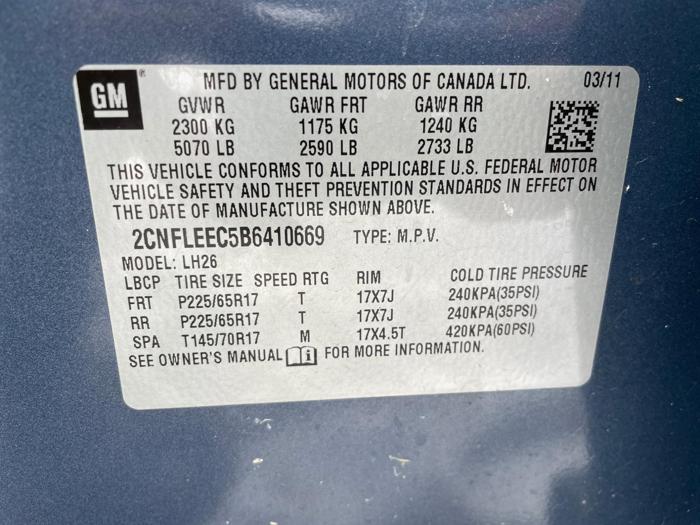 GM
MFD BY GENERAL MOTORS OF CANADA LTD. 03/11
GVWR GAWR FRT GAWR RR
2300 KG 1175 KG 1240 KG
5070 LB 2590 LB 2733 LB
THIS VEHICLE CONFORMS TO ALL APPLICABLE U.S. FEDERAL MOTOR
VEHICLE SAFETY AND THEFT PREVENTION STANDARDS IN EFFECT ON
THE DATE OF MANUFACTURE SHOWN ABOVE.
2CNFLEEC5B6410669 TYPE: M.P.V.
MODEL: LH26
LBCP TIRE SIZE SPEED RTG RIM COLD TIRE PRESSURE
FRT P225/65R17 T 17X7J 240KPA(35PSI)
RR P225/65R17 T 17X7J 240KPA(35PSI)
SPA T145/70R17 M 17X4.5T 420KPA(60PSI)
SEE OWNER'S MANUAL i FOR MORE INFORMATION.